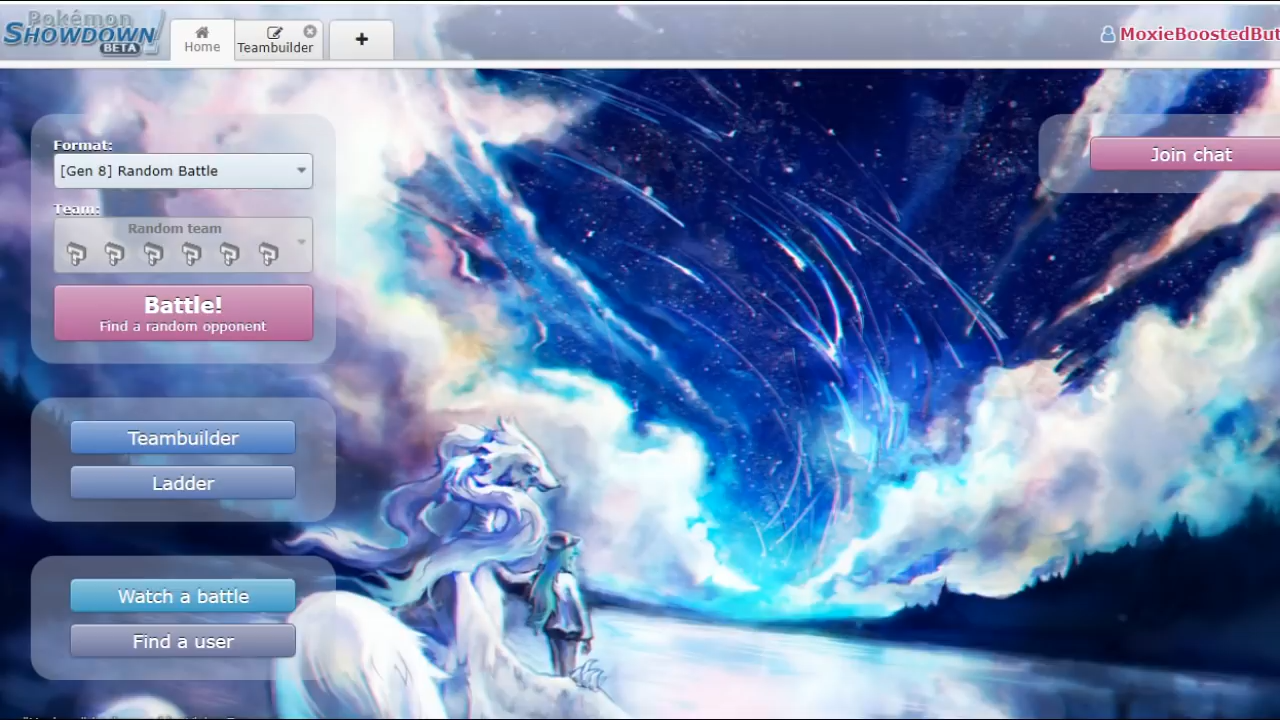 Pokémon
SHOWDOWN
BETA
Home
Teambuilder
+
MoxieBoostedBut
Format:
[Gen 8] Random Battle
Team:
Random team
Battle!
Find a random opponent
Join chat
Teambuilder
Ladder
Watch a battle
Find a user